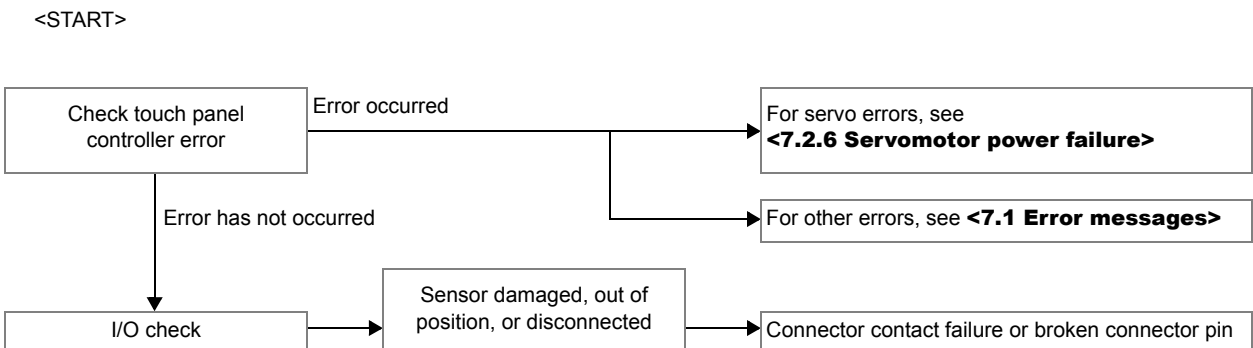 <START>
Check touch panel
controller error
Error occurred
For servo errors, see
<7.2.6 Servomotor power failure>
Error has not occurred
For other errors, see <7.1 Error messages>
I/O check
Sensor damaged, out of
position, or disconnected
Connector contact failure or broken connector pin